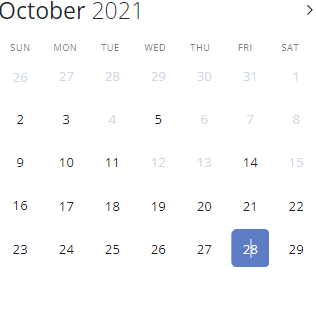 October 2021
SUN MON TUE WED THU FRI SAT
26 27 28 29 30 31 1
2 3 4 5 6 7 8
9 10 11 12 13 14 15
16 17 18 19 20 21 22
23 24 25 26 27 28 29